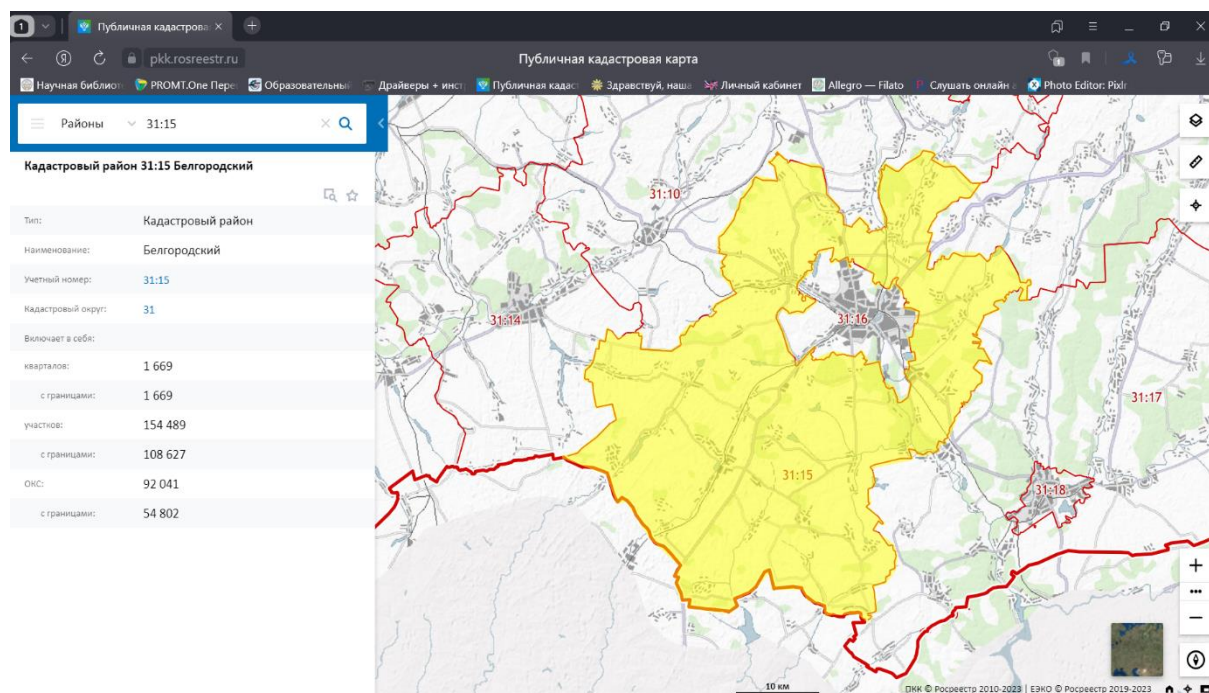 1
Публичная кадастрова
pkk.rosreestr.ru
Публичная кадастровая карта
Научная библиот
PROMT.One Пере
Образовательный
Драйверы + инст
Публичная кадаст
Здравствуй, наша
Личный кабинет
Allegro — Filato
Слушать онлайн а
Photo Editor: Pixlr
Районы
31:15
Кадастровый район 31:15 Белгородский
Тип: Кадастровый район
Наименование: Белгородский
Учетный номер: 31:15
Кадастровый округ: 31
Включает в себя:
кварталов: 1 669
с границами: 1 669
участков: 154 489
с границами: 108 627
ОКС: 92 041
с границами: 54 802
31:10
31:14
31:16
31:17
31:15
31:18
10 км
ПКК © Росреестр 2010-2023 | ЕЭКО © Росреестр 2019-2023